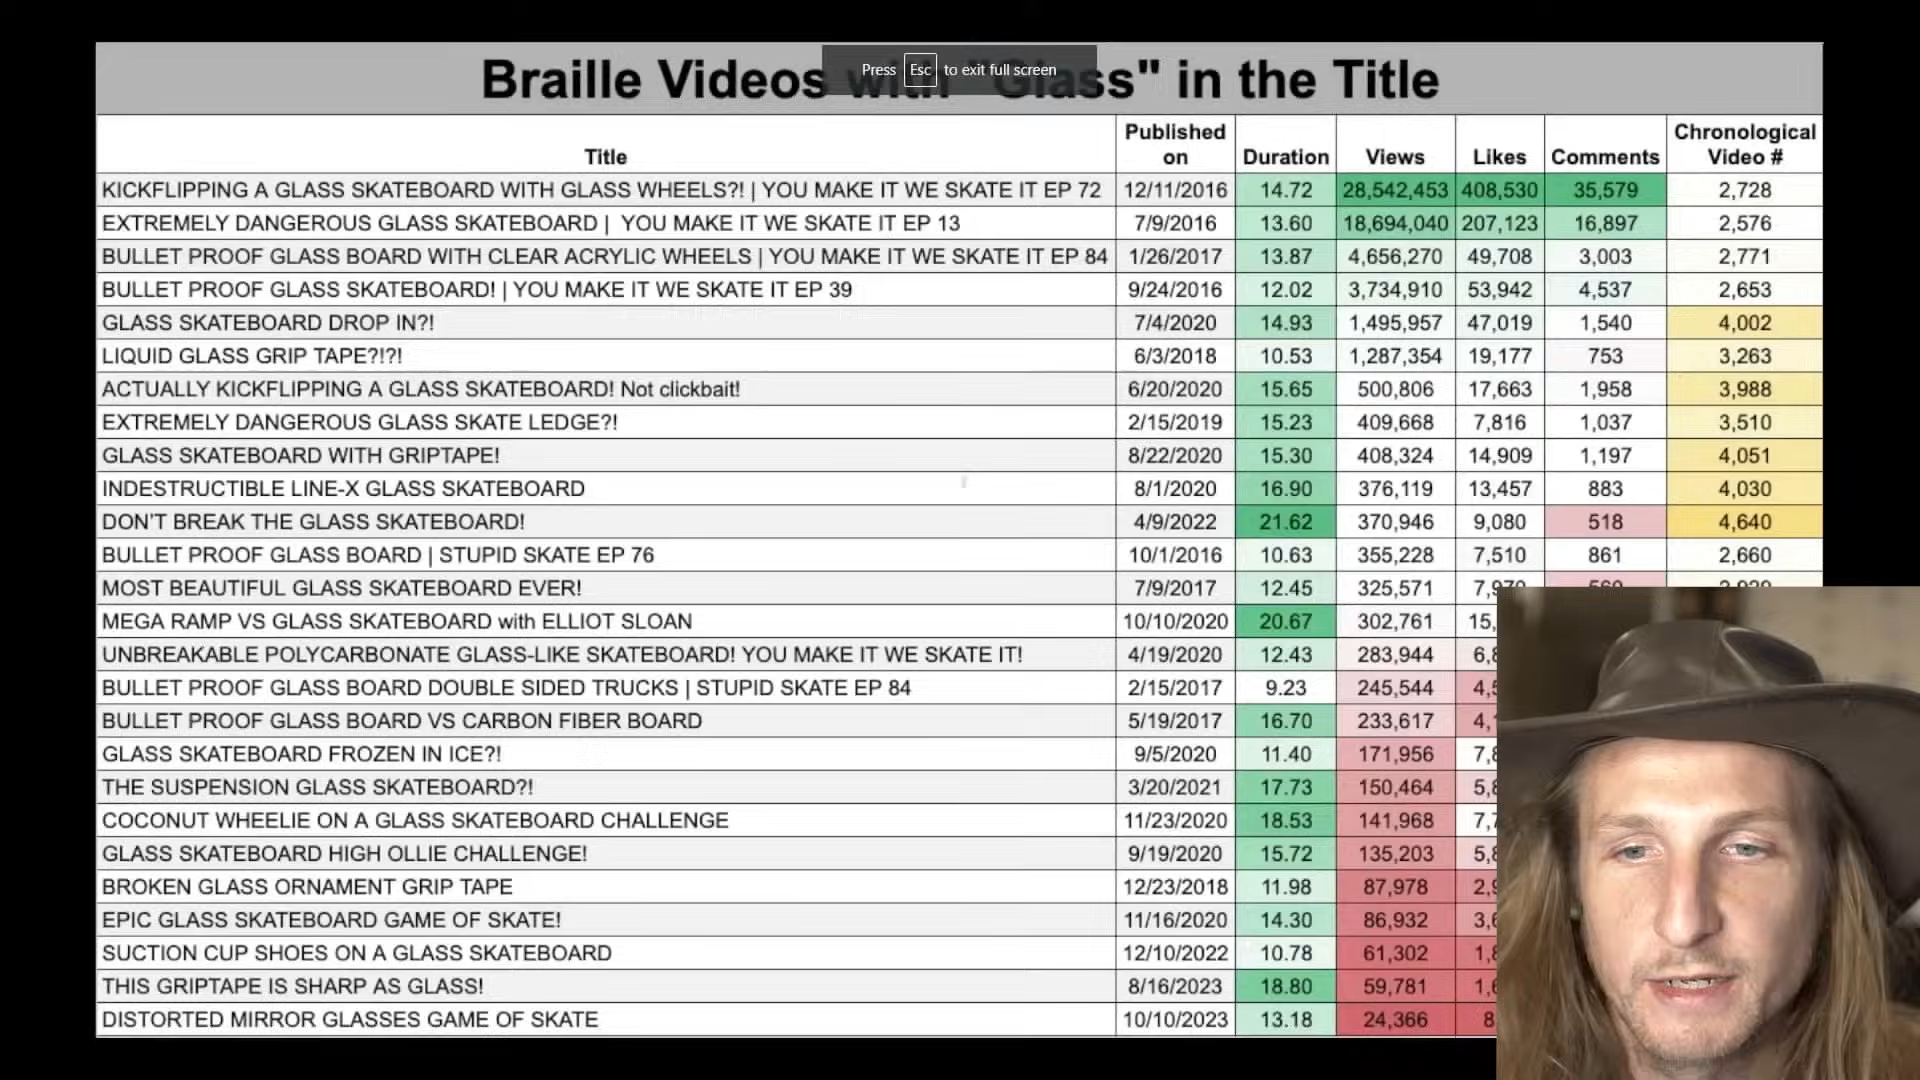 Braille Videos with "Glass" in the Title
Press Esc to exit full screen
Title Published on Duration Views Likes Comments Chronological Video #
KICKFLIPPING A GLASS SKATEBOARD WITH GLASS WHEELS?! | YOU MAKE IT WE SKATE IT EP 72 12/11/2016 14.72 28,542,453 408,530 35,579 2,728
EXTREMELY DANGEROUS GLASS SKATEBOARD | YOU MAKE IT WE SKATE IT EP 13 7/9/2016 13.60 18,694,040 207,123 16,897 2,576
BULLET PROOF GLASS BOARD WITH CLEAR ACRYLIC WHEELS | YOU MAKE IT WE SKATE IT EP 84 1/26/2017 13.87 4,656,270 49,708 3,003 2,771
BULLET PROOF GLASS SKATEBOARD! | YOU MAKE IT WE SKATE IT EP 39 9/24/2016 12.02 3,734,910 53,942 4,537 2,653
GLASS SKATEBOARD DROP IN?! 7/4/2020 14.93 1,495,957 47,019 1,540 4,002
LIQUID GLASS GRIP TAPE?!?! 6/3/2018 10.53 1,287,354 19,177 753 3,263
ACTUALLY KICKFLIPPING A GLASS SKATEBOARD! Not clickbait! 6/20/2020 15.65 500,806 17,663 1,958 3,988
EXTREMELY DANGEROUS GLASS SKATE LEDGE?! 2/15/2019 15.23 409,668 7,816 1,037 3,510
GLASS SKATEBOARD WITH GRIPTAPE! 8/22/2020 15.30 408,324 14,909 1,197 4,051
INDESTRUCTIBLE LINE-X GLASS SKATEBOARD 8/1/2020 16.90 376,119 13,457 883 4,030
DON'T BREAK THE GLASS SKATEBOARD! 4/9/2022 21.62 370,946 9,080 518 4,640
BULLET PROOF GLASS BOARD | STUPID SKATE EP 76 10/1/2016 10.63 355,228 7,510 861 2,660
MOST BEAUTIFUL GLASS SKATEBOARD EVER! 7/9/2017 12.45 325,571
MEGA RAMP VS GLASS SKATEBOARD with ELLIOT SLOAN 10/10/2020 20.67 302,761 15,
UNBREAKABLE POLYCARBONATE GLASS-LIKE SKATEBOARD! YOU MAKE IT WE SKATE IT! 4/19/2020 12.43 283,944
BULLET PROOF GLASS BOARD DOUBLE SIDED TRUCKS | STUPID SKATE EP 84 2/15/2017 9.23 245,544
BULLET PROOF GLASS BOARD VS CARBON FIBER BOARD 5/19/2017 16.70 233,617
GLASS SKATEBOARD FROZEN IN ICE?! 9/5/2020 11.40 171,956
THE SUSPENSION GLASS SKATEBOARD?! 3/20/2021 17.73 150,464
COCONUT WHEELIE ON A GLASS SKATEBOARD CHALLENGE 11/23/2020 18.53 141,968
GLASS SKATEBOARD HIGH OLLIE CHALLENGE! 9/19/2020 15.72 135,203
BROKEN GLASS ORNAMENT GRIP TAPE 12/23/2018 11.98 87,978
EPIC GLASS SKATEBOARD GAME OF SKATE! 11/16/2020 14.30 86,932
SUCTION CUP SHOES ON A GLASS SKATEBOARD 12/10/2022 10.78 61,302
THIS GRIPTAPE IS SHARP AS GLASS! 8/16/2023 18.80 59,781
DISTORTED MIRROR GLASSES GAME OF SKATE 10/10/2023 13.18 24,366